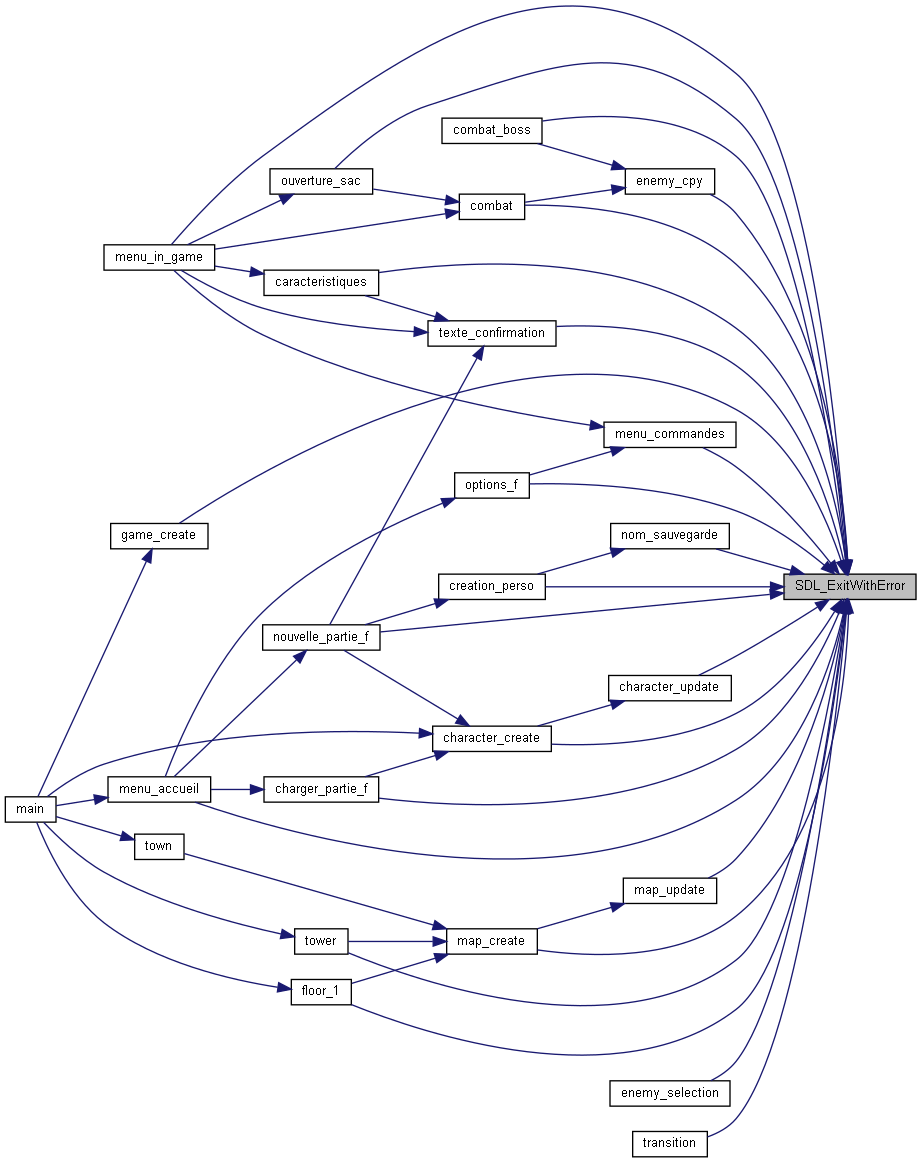 combat_boss
ouverture_sac
enemy_cpy
combat
menu_in_game
caracteristiques
texte_confirmation
menu_commandes
options_f
game_create
nom_sauvegarde
creation_perso
SDL_ExitWithError
nouvelle_partie_f
character_update
character_create
menu_accueil
charger_partie_f
main
town
map_update
tower
map_create
floor_1
enemy_selection
transition